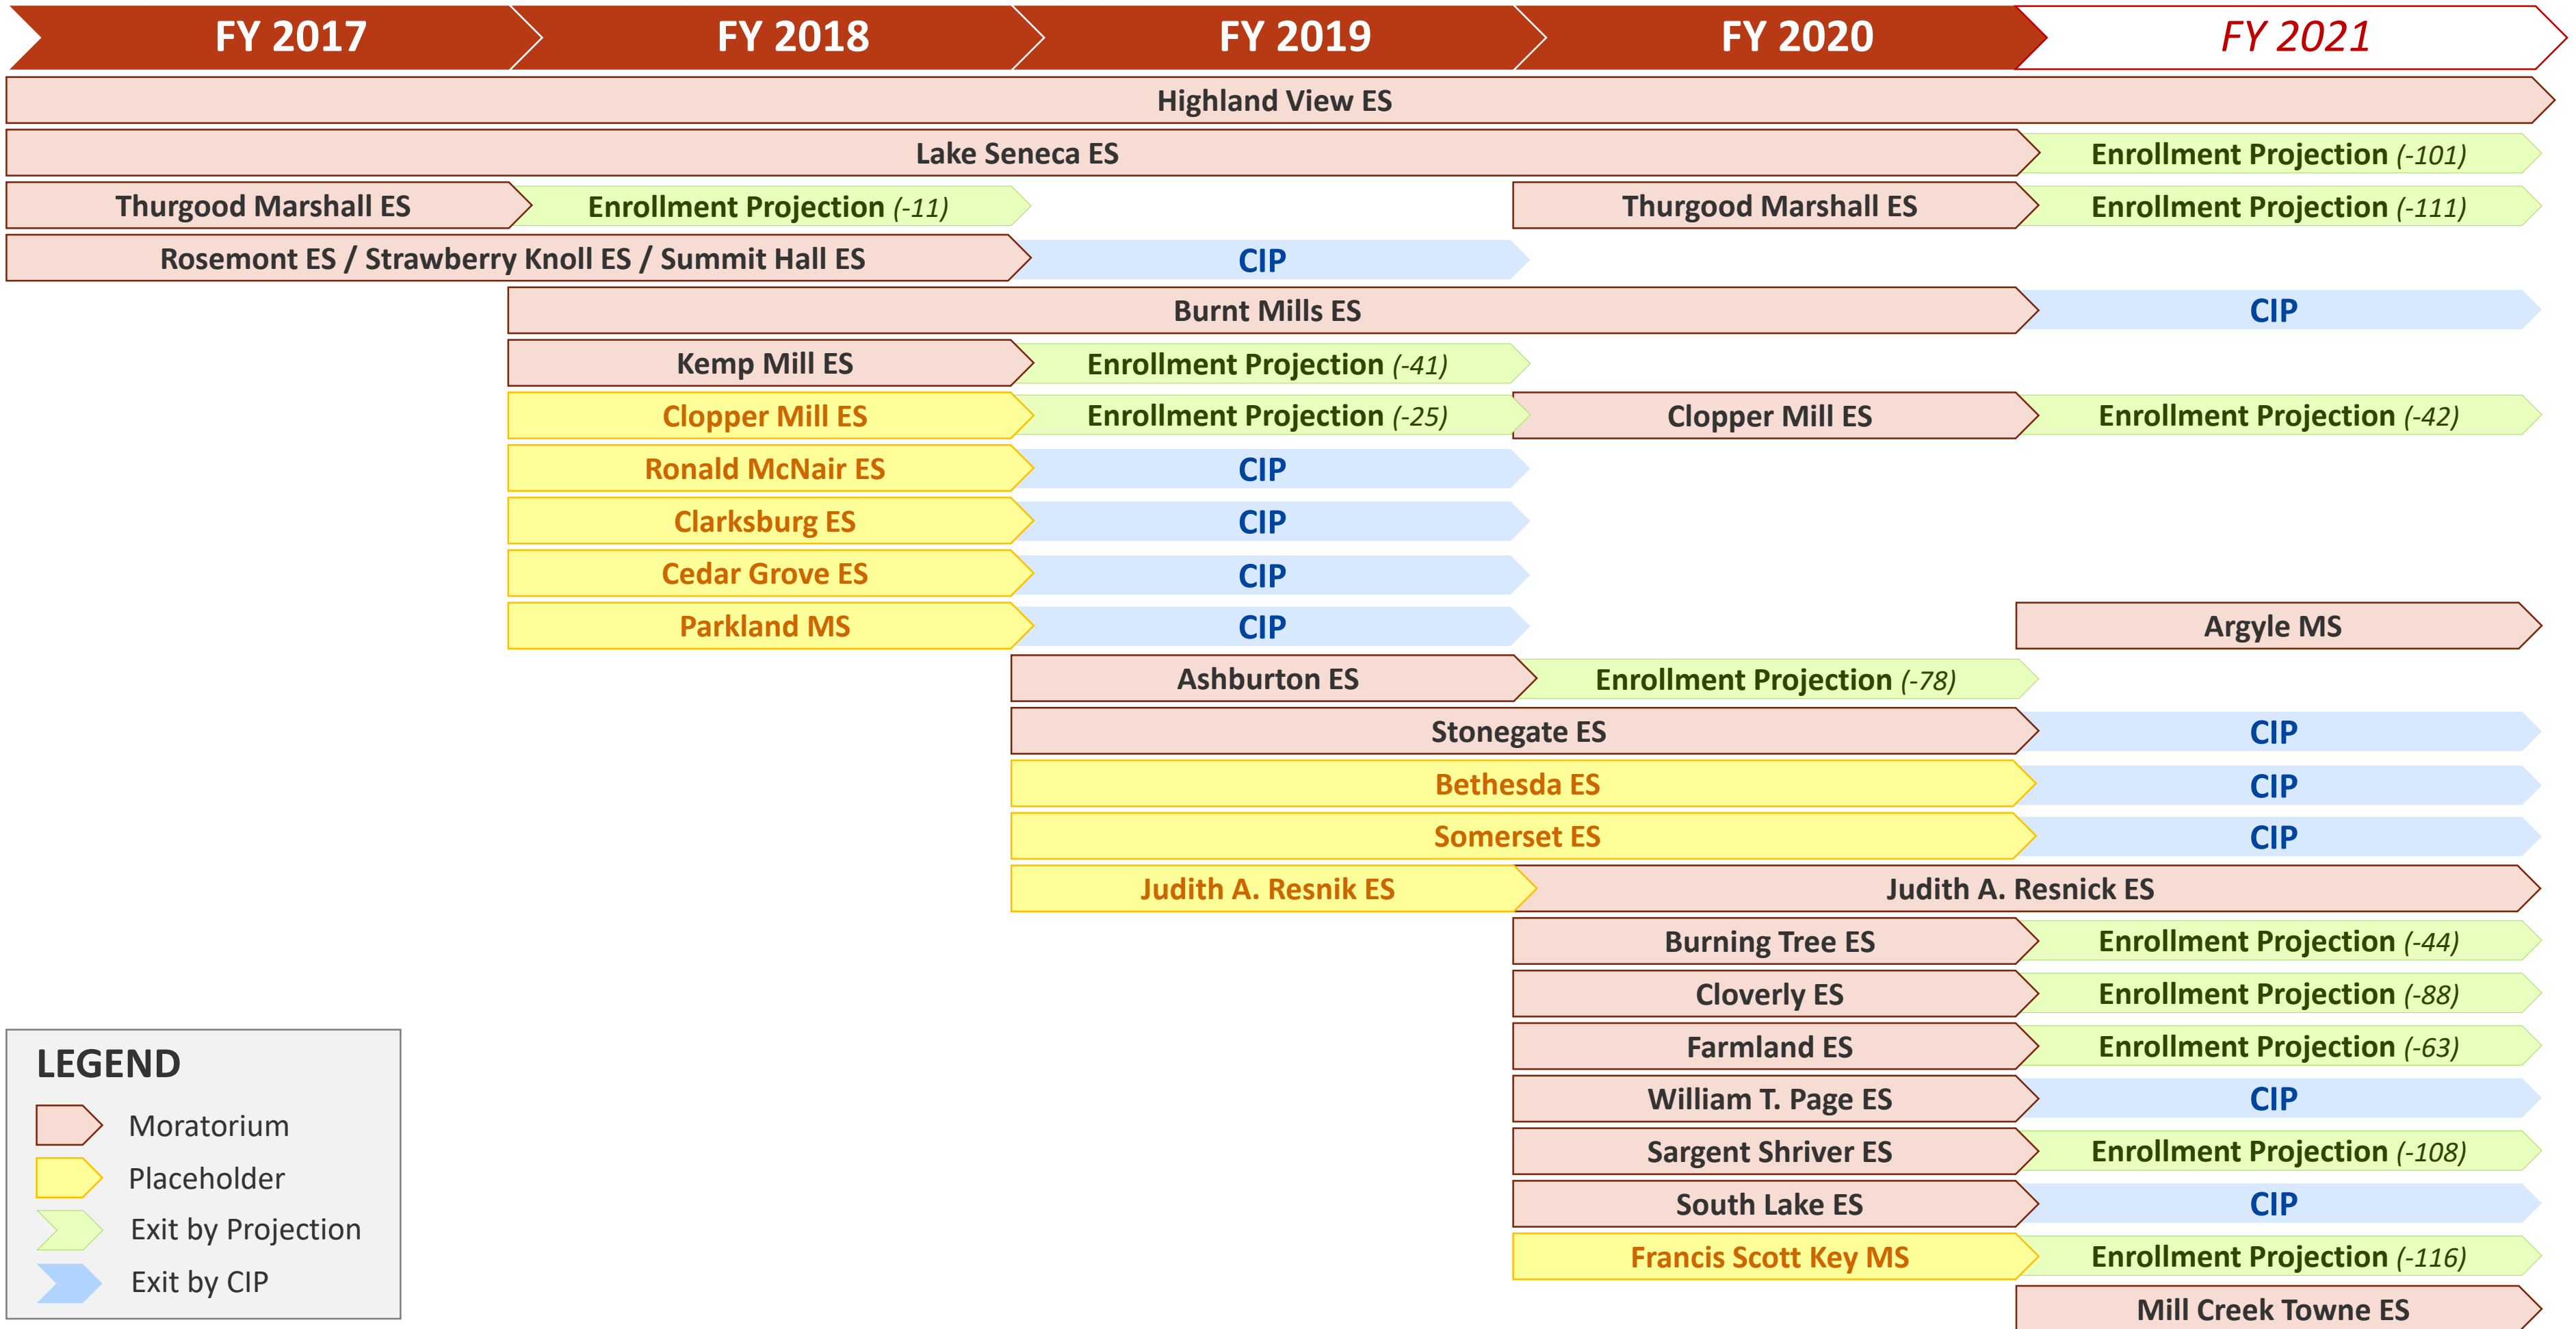 FY 2017 FY 2018 FY 2019 FY 2020 FY 2021
Highland View ES
Lake Seneca ES Enrollment Projection (-101)
Thurgood Marshall ES Enrollment Projection (-11) Thurgood Marshall ES Enrollment Projection (-111)
Rosemont ES / Strawberry Knoll ES / Summit Hall ES CIP
Burnt Mills ES CIP
Kemp Mill ES Enrollment Projection (-41)
Clopper Mill ES Enrollment Projection (-25) Clopper Mill ES Enrollment Projection (-42)
Ronald McNair ES CIP
Clarksburg ES CIP
Cedar Grove ES CIP
Parkland MS CIP Argyle MS
Ashburton ES Enrollment Projection (-78)
Stonegate ES CIP
Bethesda ES CIP
Somerset ES CIP
Judith A. Resnik ES Judith A. Resnick ES
Burning Tree ES Enrollment Projection (-44)
Cloverly ES Enrollment Projection (-88)
Farmland ES Enrollment Projection (-63)
William T. Page ES CIP
Sargent Shriver ES Enrollment Projection (-108)
South Lake ES CIP
Francis Scott Key MS Enrollment Projection (-116)
Mill Creek Towne ES
LEGEND
Moratorium
Placeholder
Exit by Projection
Exit by CIP